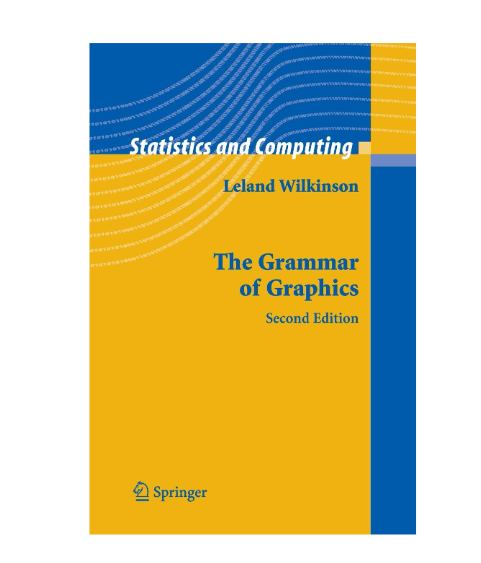 Statistics and Computing
Leland Wilkinson
The Grammar
of Graphics
Second Edition
Springer